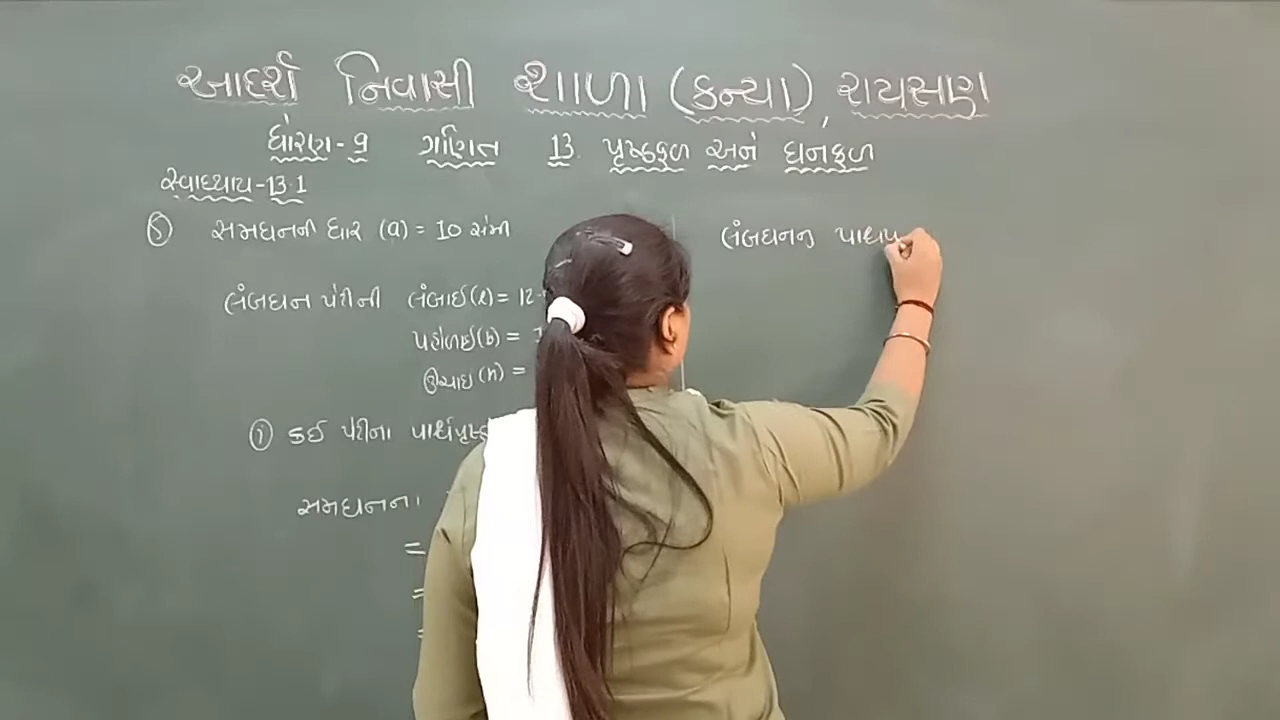 આદર્શ નિવાસી શાળા (કન્યા), રાયસણ
ધોરણ-9 ગણિત 13. પૃષ્ઠફળ અને ઘનફળ
સ્વાધ્યાય-13.1
સમઘનની ધાર (a) = 10 સેમી
લંબઘન પેટીની લંબાઈ(l) = 12.
પહોળાઈ(b) =
ઊંચાઇ (h) =
(i) કઈ પેટીના પાર્શ્વપૃષ્ઠ
સમઘનના
=
=
=
લંબઘનનુ